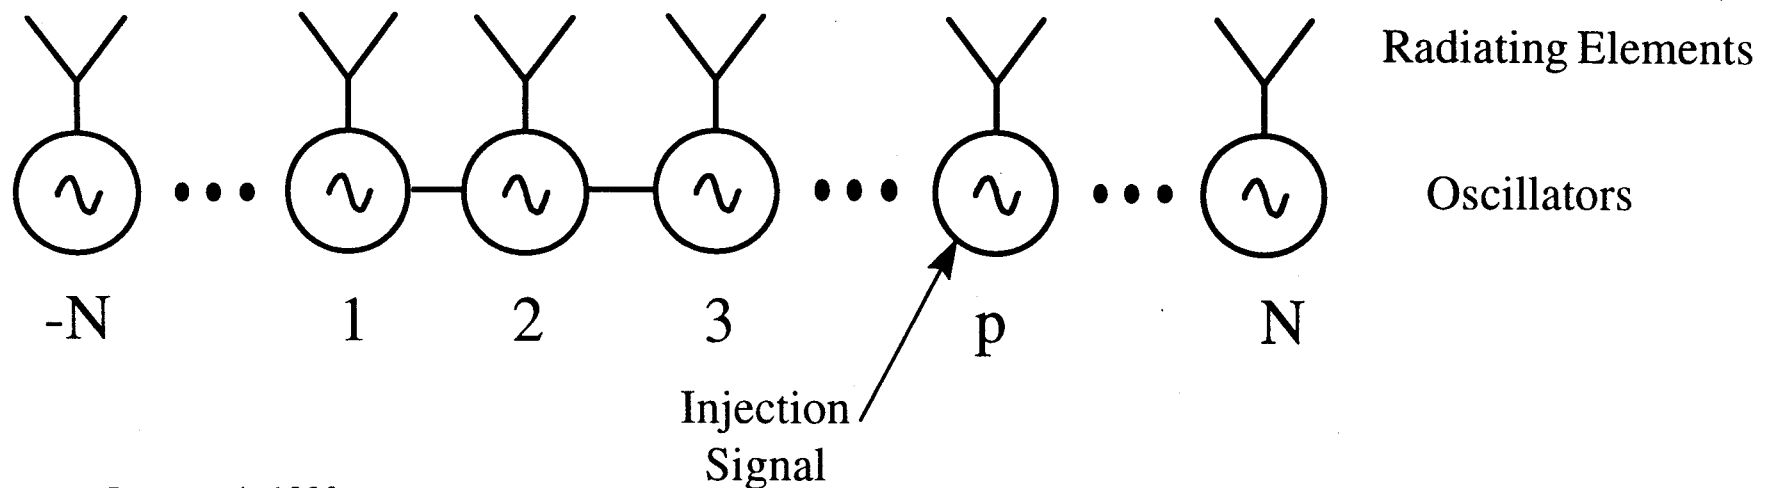 Radiating Elements
Oscillators
-N 1 2 3 p N
Injection
Signal